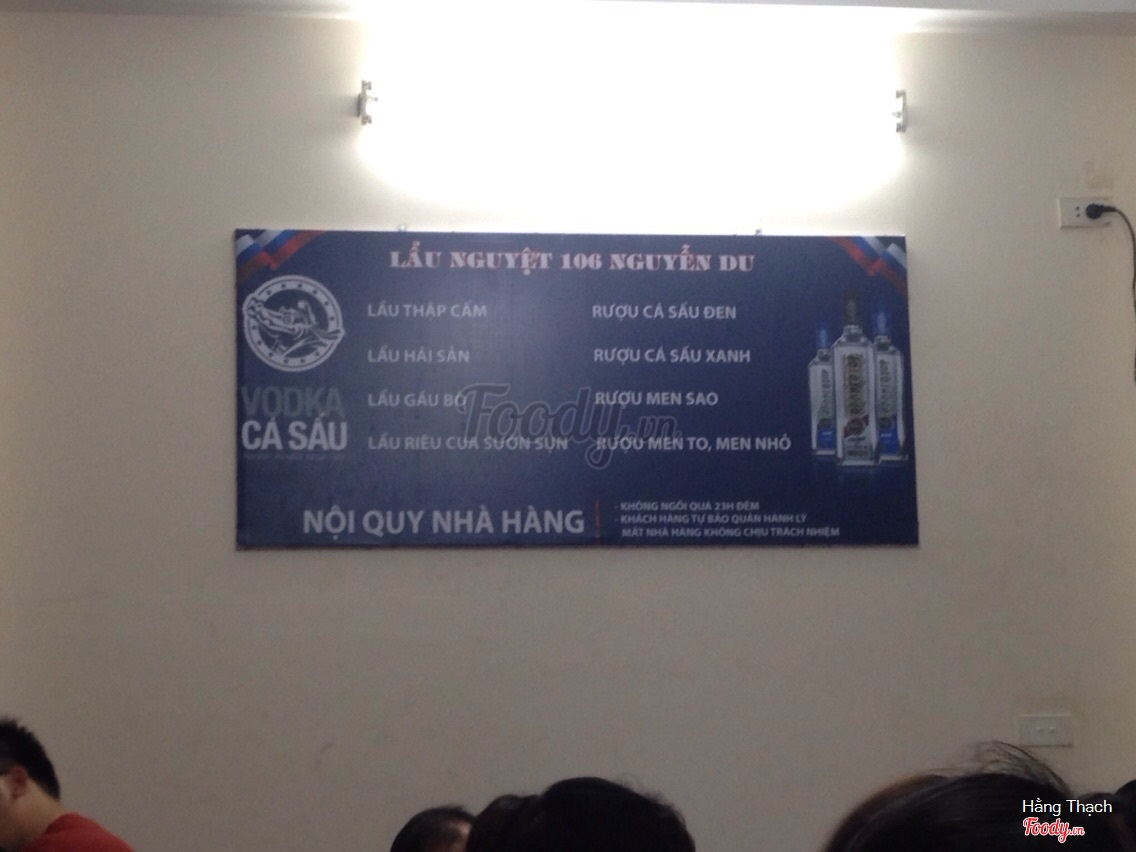 LẨU NGUYỆT 106 NGUYỄN DU
LẨU THẬP CẨM
RƯỢU CÁ SẤU ĐEN
LẨU HẢI SẢN
RƯỢU CÁ SẤU XANH
LẨU GẦU BÒ
RƯỢU MEN SAO
LẨU RIÊU CUA SƯỜN SỤN
RƯỢU MEN TO, MEN NHỎ
VODKA
CÁ SẤU
Foody.vn
NỘI QUY NHÀ HÀNG
- KHÔNG NGỒI QUÁ 23H ĐÊM
- KHÁCH HÀNG TỰ BẢO QUẢN HÀNH LÝ
MẤT NHÀ HÀNG KHÔNG CHỊU TRÁCH NHIỆM
Hằng Thạch
Foody.vn